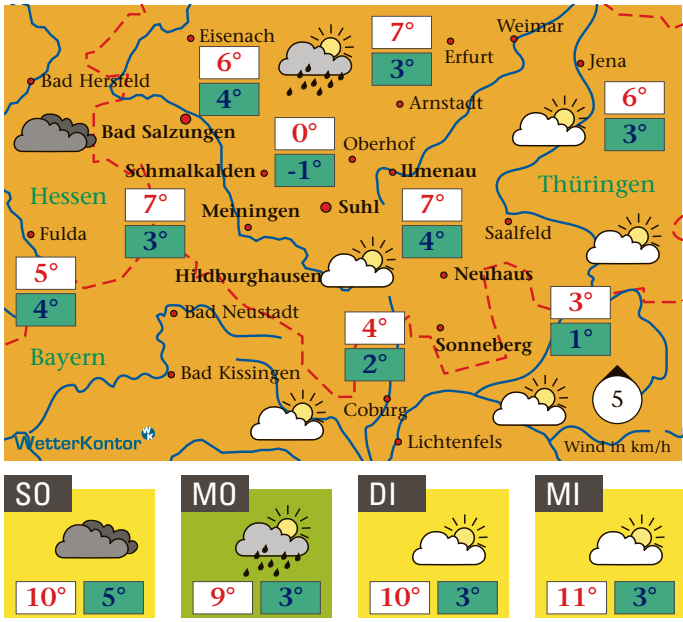 Eisenach
Weimar
7°
3°
Erfurt
6°
4°
Jena
Bad Hersfeld
6°
3°
Arnstadt
Bad Salzungen
0°
-1°
Oberhof
Schmalkalden
Ilmenau
Thüringen
Hessen
7°
3°
Meiningen
Suhl
7°
4°
Saalfeld
Fulda
5°
4°
Hildburghausen
Neuhaus
3°
1°
Bad Neustadt
4°
2°
Sonneberg
Bayern
Bad Kissingen
5
Coburg
WetterKontor WK
Lichtenfels
Wind in km/h
SO
MO
DI
MI
10° 5°
9° 3°
10° 3°
11° 3°